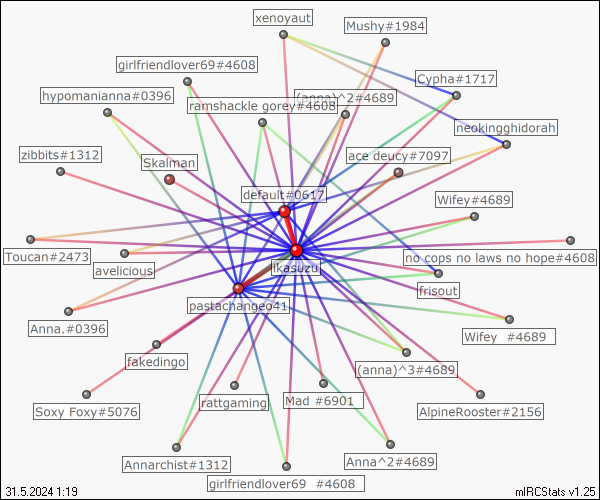 xenoyaut
Mushy#1984
girlfriendlover69#4608
Cypha#1717
hypomanianna#0396
(anna)^2#4689
ramshackle gorey#4608
neokingghidorah
zibbits#1312
Skalman
ace deucy#7097
default#0617
Wifey#4689
Toucan#2473
avelicious
likasuzu
no cops no laws no hope#4608
frisout
pastachangeo41
Anna.#0396
Wifey  #4689
fakedingo
(anna)^3#4689
Soxy Foxy#5076
rattgaming
Mad #6901
AlpineRooster#2156
Annarchist#1312
Anna^2#4689
girlfriendlover69  #4608
31.5.2024 1:19
mIRCStats v1.25